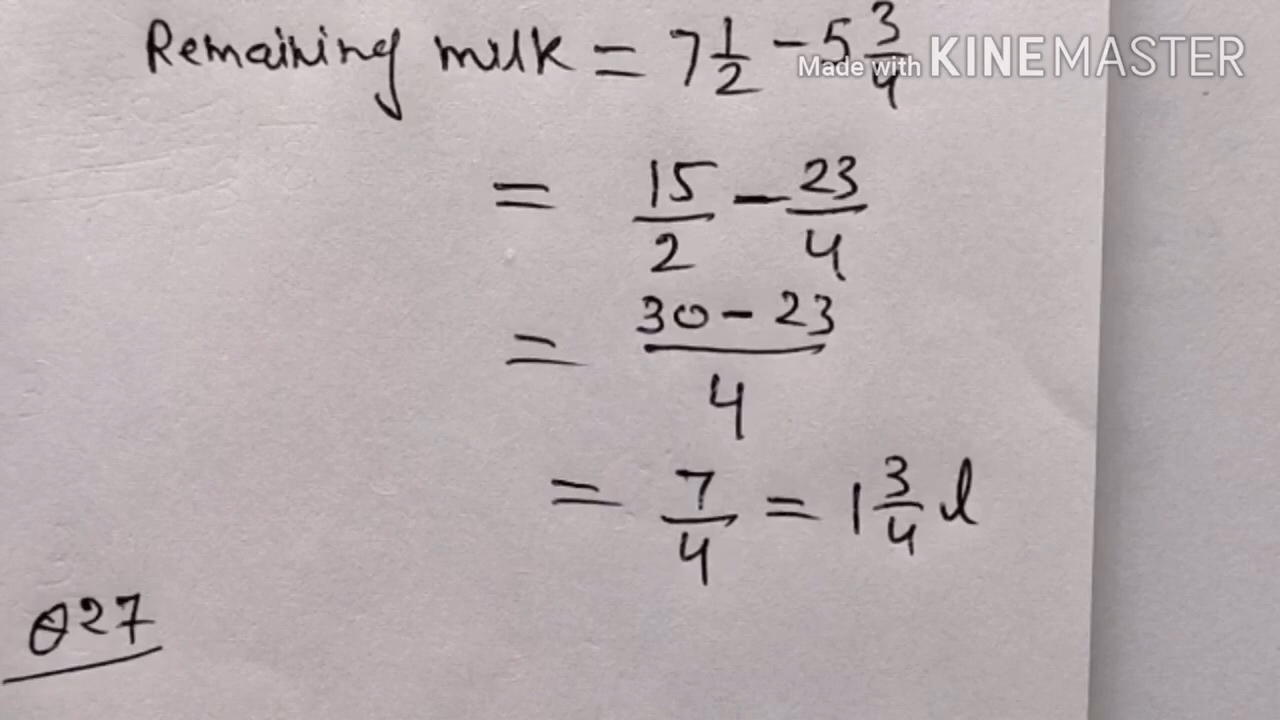 Remaining milk = 7 1/2 - 5 3/4
Made with KINEMASTER
= 15/2 - 23/4
= 30 - 23 / 4
= 7/4 = 1 3/4 l
Q27